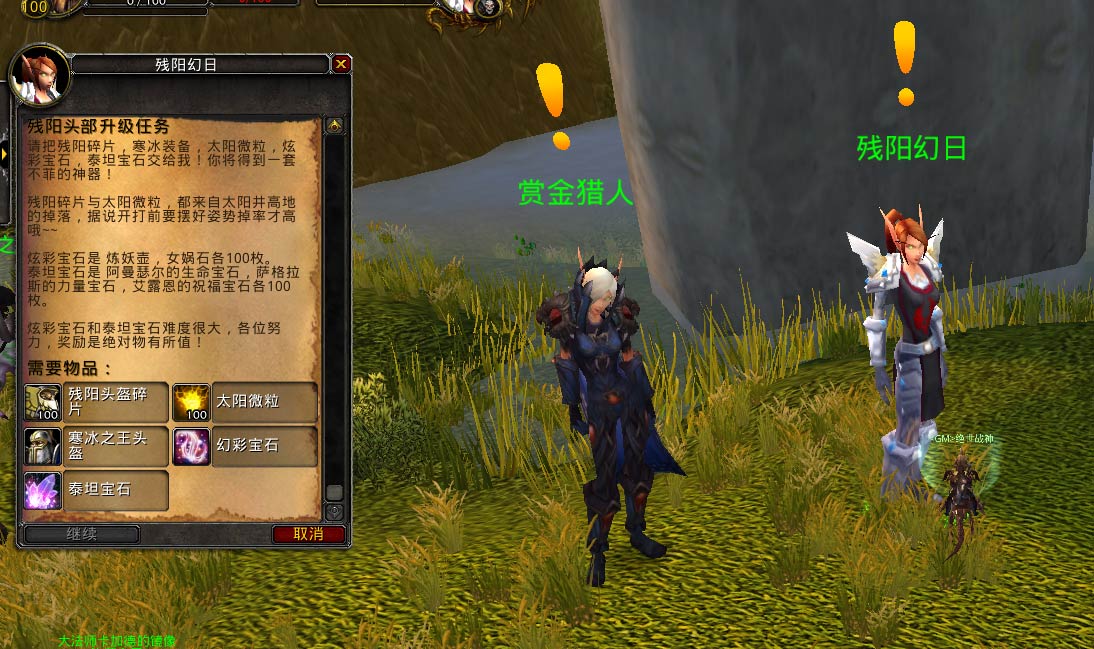 100
0 / 100
残阳幻日
残阳头部升级任务
请把残阳碎片，寒冰装备，太阳微粒，炫
彩宝石，泰坦宝石交给我！你将得到一套
不菲的神器！
残阳碎片与太阳微粒，都来自太阳井高地
的掉落，据说开打前要摆好姿势掉率才高
哦~~
炫彩宝石是 炼妖壶，女娲石各100枚。
泰坦宝石是 阿曼瑟尔的生命宝石，萨格拉
斯的力量宝石，艾露恩的祝福宝石各100
枚。
炫彩宝石和泰坦宝石难度很大，各位努
力，奖励是绝对物有所值！
需要物品：
残阳头盔碎
片
100
太阳微粒
100
寒冰之王头
盔
幻彩宝石
泰坦宝石
继续
取消
赏金猎人
残阳幻日
之
大法师卡加德的镜像